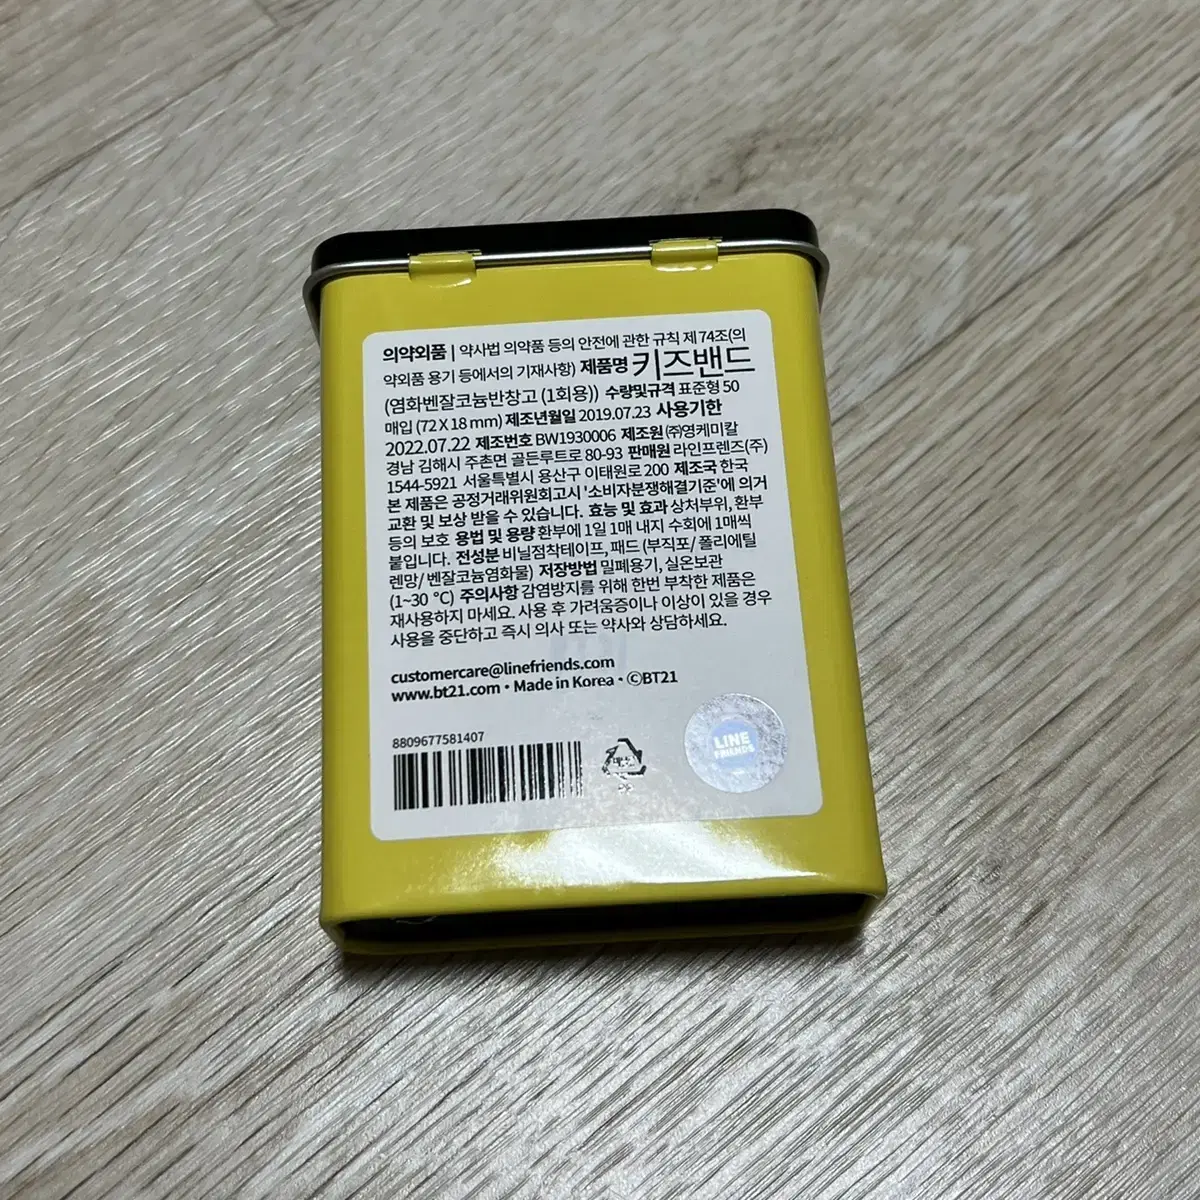 의약외품 | 약사법 의약품 등의 안전에 관한 규칙 제 74조(의
약외품 용기 등에서의 기재사항) 제품명 키즈밴드
(염화벤잘코늄반창고 (1회용)) 수량및규격 표준형 50
매입 (72 X 18 mm) 제조년월일 2019.07.23 사용기한
2022.07.22 제조번호 BW1930006 제조원 ㈜영케미칼
경남 김해시 주촌면 골든루트로 80-93 판매원 라인프렌즈(주)
1544-5921 서울특별시 용산구 이태원로 200 제조국 한국
본 제품은 공정거래위원회고시 '소비자분쟁해결기준'에 의거
교환 및 보상 받을 수 있습니다. 효능 및 효과 상처부위, 환부
등의 보호 용법 및 용량 환부에 1일 1매 내지 수회에 1매씩
붙입니다. 전성분 비닐점착테이프, 패드 (부직포/ 폴리에틸
렌망/ 벤잘코늄염화물) 저장방법 밀폐용기, 실온보관
(1~30 °C) 주의사항 감염방지를 위해 한번 부착한 제품은
재사용하지 마세요. 사용 후 가려움증이나 이상이 있을 경우
사용을 중단하고 즉시 의사 또는 약사와 상담하세요.
customercare@linefriends.com
www.bt21.com • Made in Korea • ©BT21
8809677581407
LINE
FRIENDS